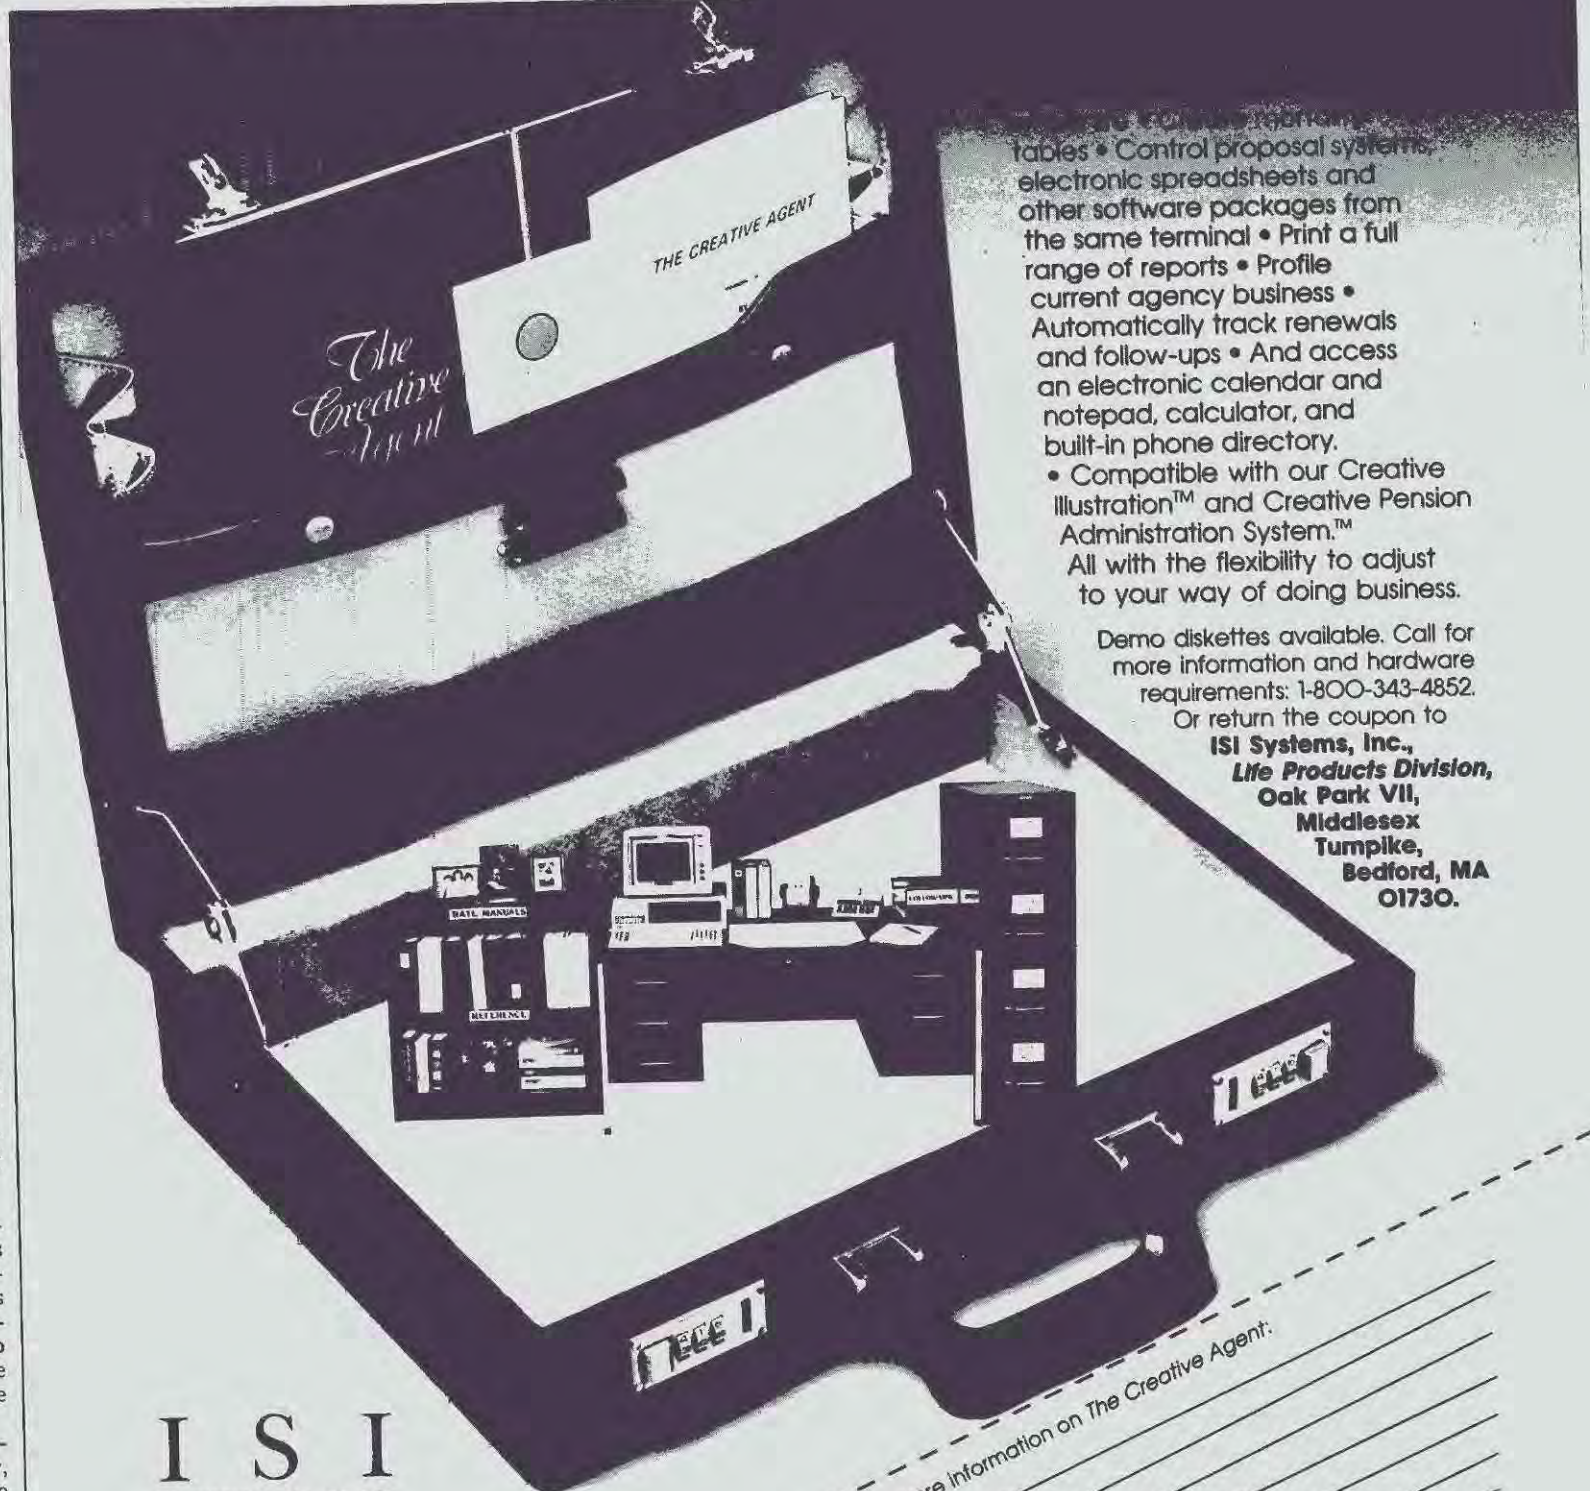 The
Creative
Agent
THE CREATIVE AGENT
tables • Control proposal systems,
electronic spreadsheets and
other software packages from
the same terminal • Print a full
range of reports • Profile
current agency business •
Automatically track renewals
and follow-ups • And access
an electronic calendar and
notepad, calculator, and
built-in phone directory.
• Compatible with our Creative
Illustration™ and Creative Pension
Administration System.™
All with the flexibility to adjust
to your way of doing business.
Demo diskettes available. Call for
more information and hardware
requirements: 1-800-343-4852.
Or return the coupon to
ISI Systems, Inc.,
Life Products Division,
Oak Park VII,
Middlesex
Turnpike,
Bedford, MA
01730.
RATE MANUALS
FOLLOW-UPS
REFERENCE
information on The Creative Agent:
ISI